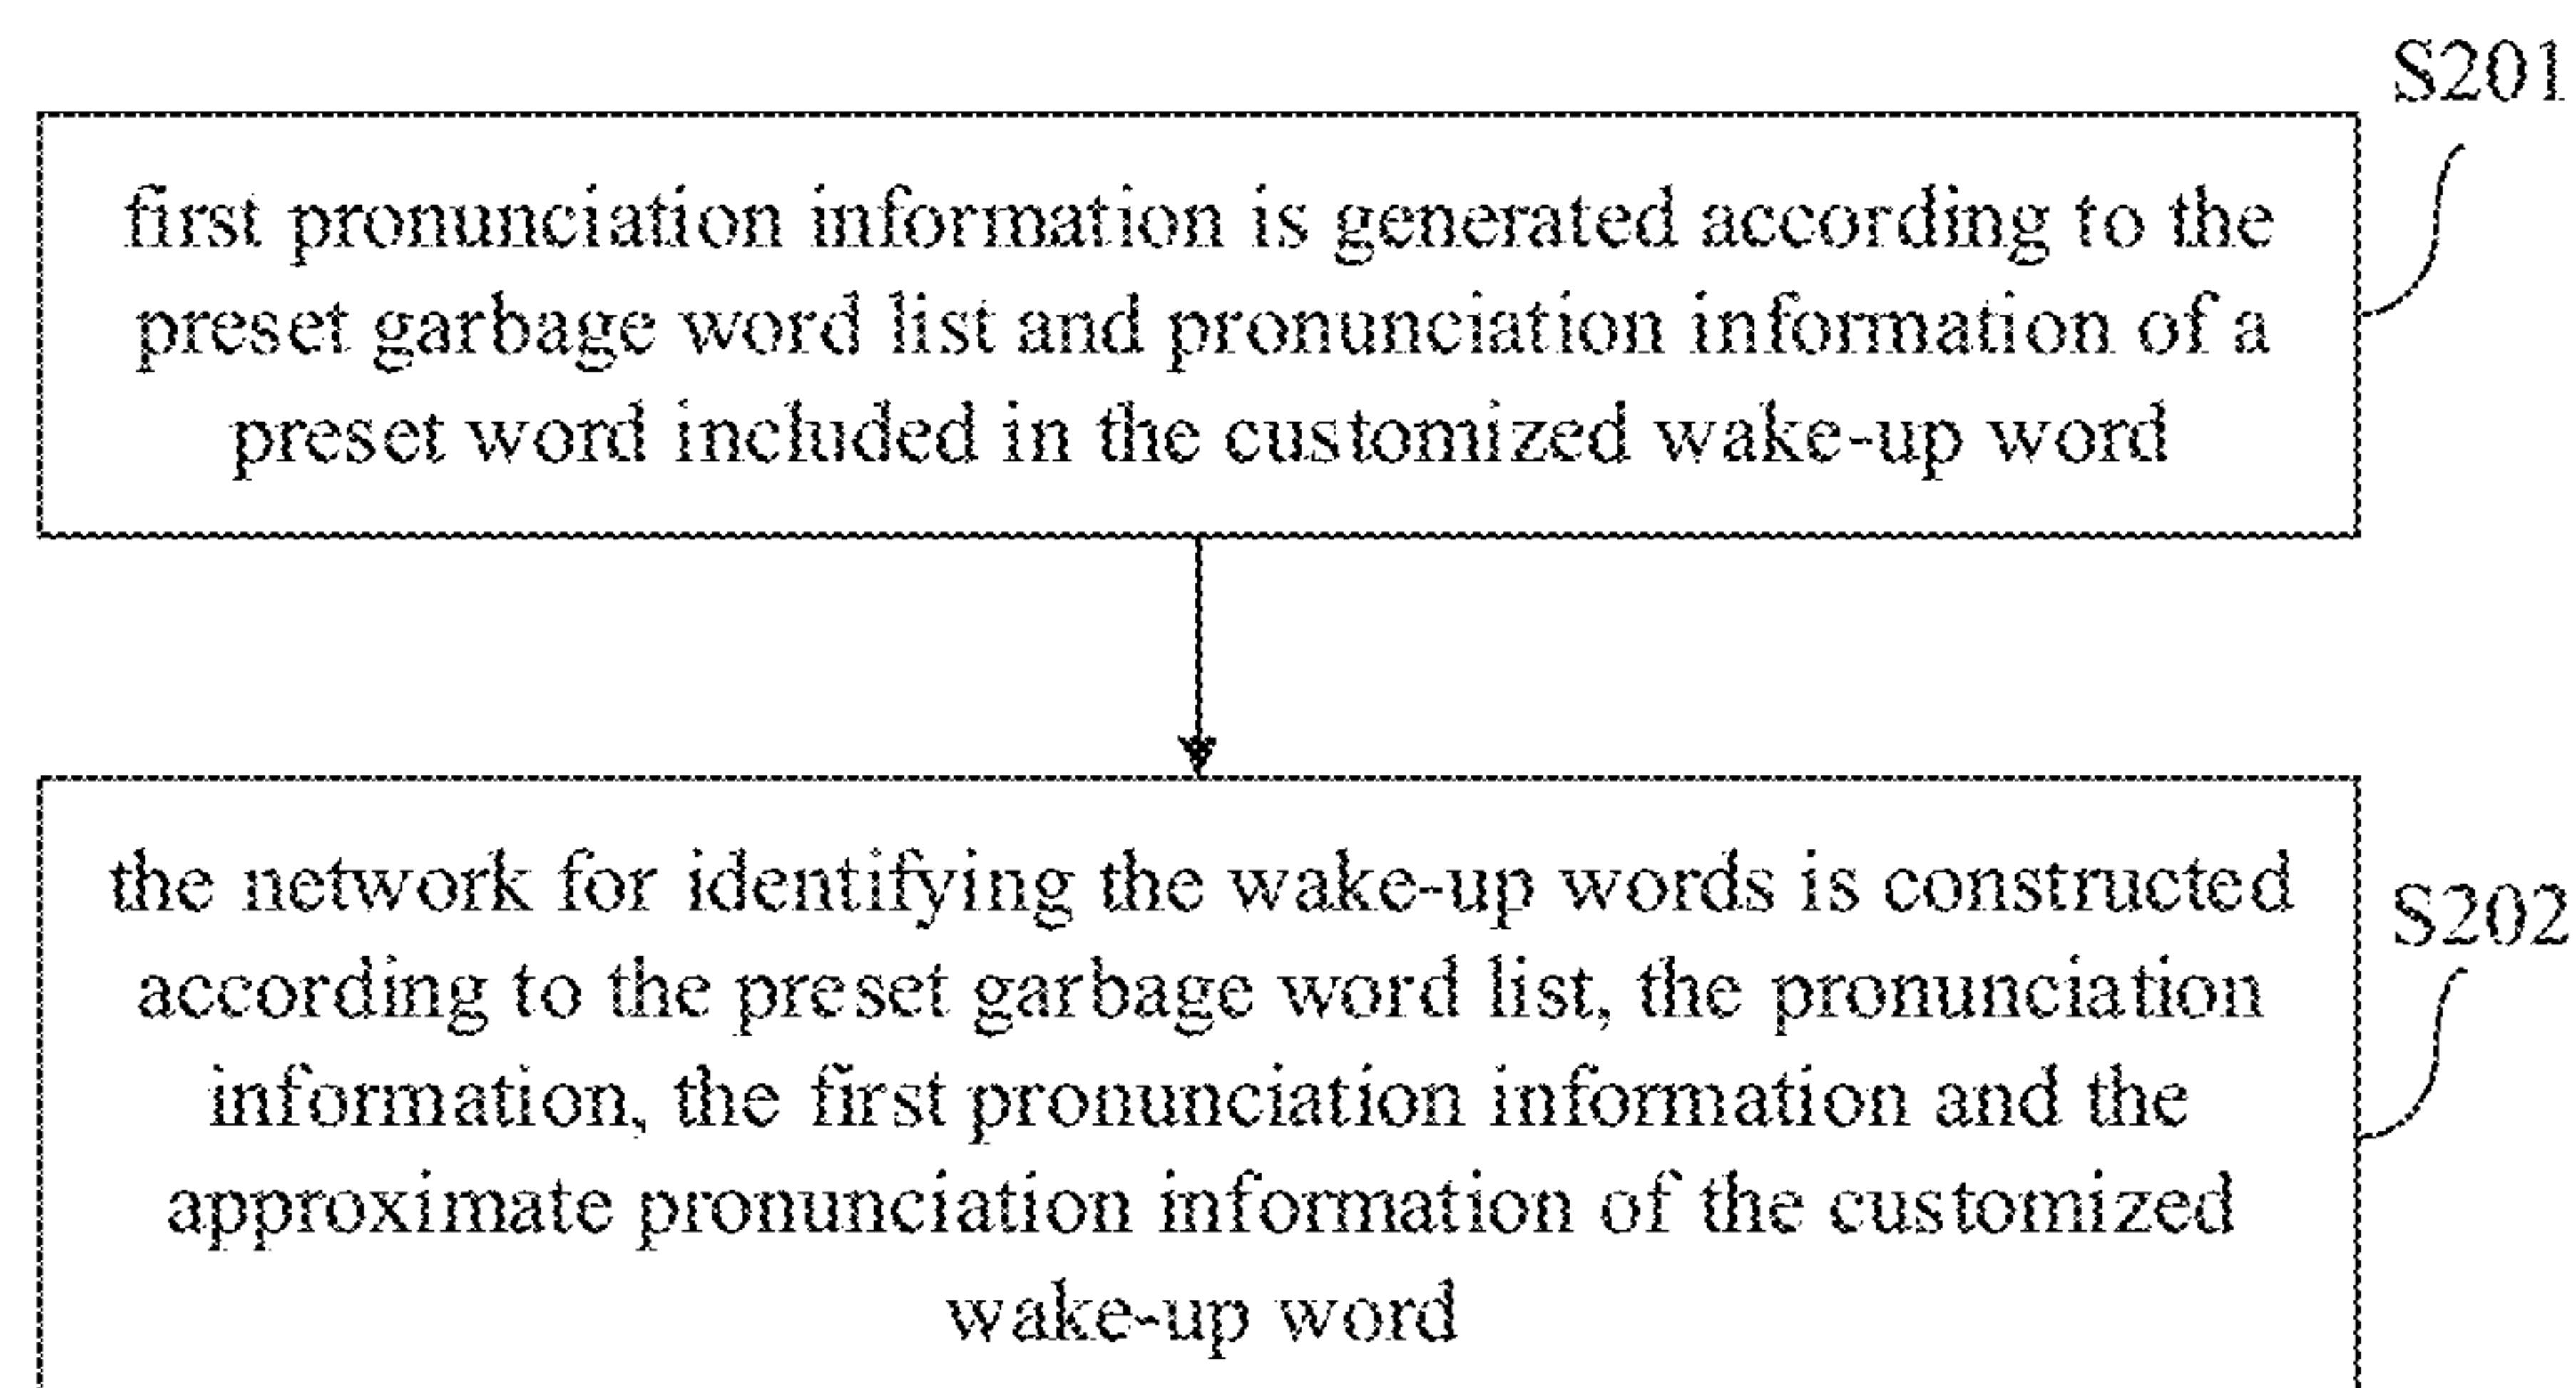 S201
first pronunciation information is generated according to the
preset garbage word list and pronunciation information of a
preset word included in the customized wake-up word
the network for identifying the wake-up words is constructed
S202
according to the preset garbage word list, the pronunciation
information, the first pronunciation information and the
approximate pronunciation information of the customized
wake-up word